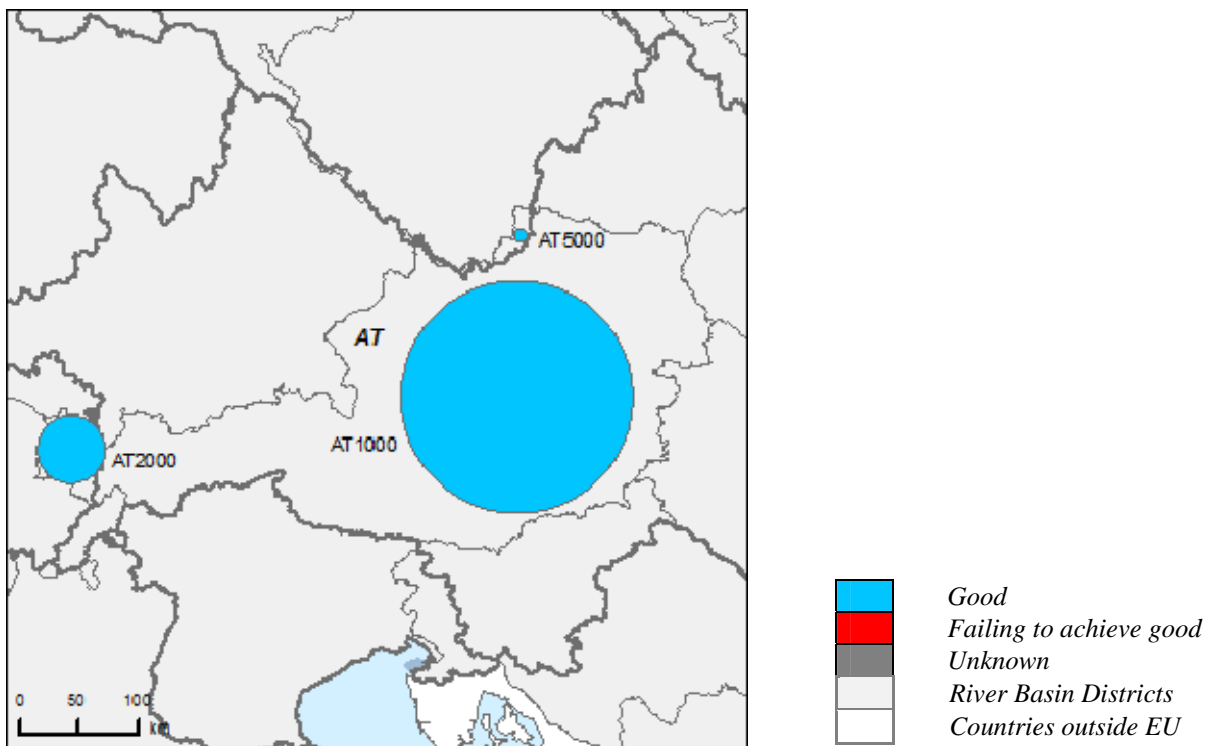 AT5000
AT
AT1000
AT2000
0 50 100
km
Good
Failing to achieve good
Unknown
River Basin Districts
Countries outside EU